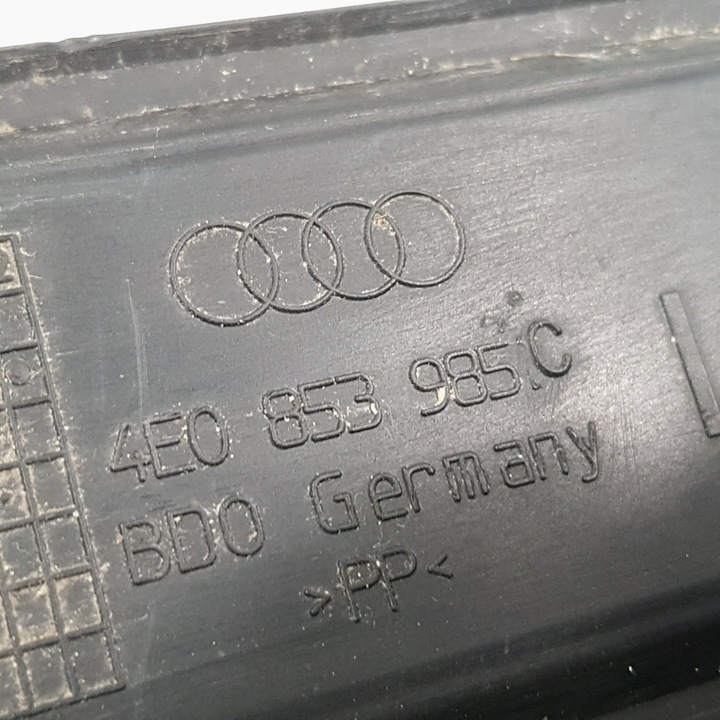 4E0 853 985 C
BDO Germany
>PP<
L